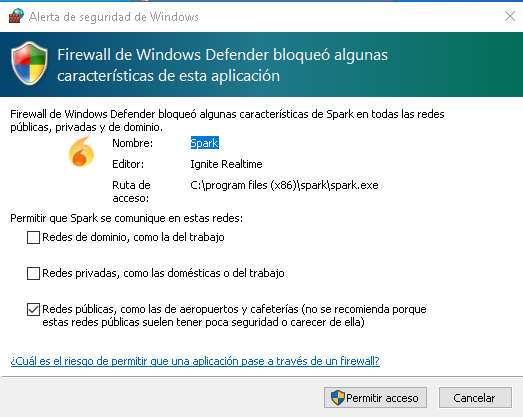 Alerta de seguridad de Windows
Firewall de Windows Defender bloqueó algunas
características de esta aplicación
Firewall de Windows Defender bloqueó algunas características de Spark en todas las redes
públicas, privadas y de dominio.
Nombre: Spark
Editor: Ignite Realtime
Ruta de
acceso: C:\program files (x86)\spark\spark.exe
Permitir que Spark se comunique en estas redes:
Redes de dominio, como la del trabajo
Redes privadas, como las domésticas o del trabajo
Redes públicas, como las de aeropuertos y cafeterías (no se recomienda porque
estas redes públicas suelen tener poca seguridad o carecer de ella)
¿Cuál es el riesgo de permitir que una aplicación pase a través de un firewall?
Permitir acceso
Cancelar